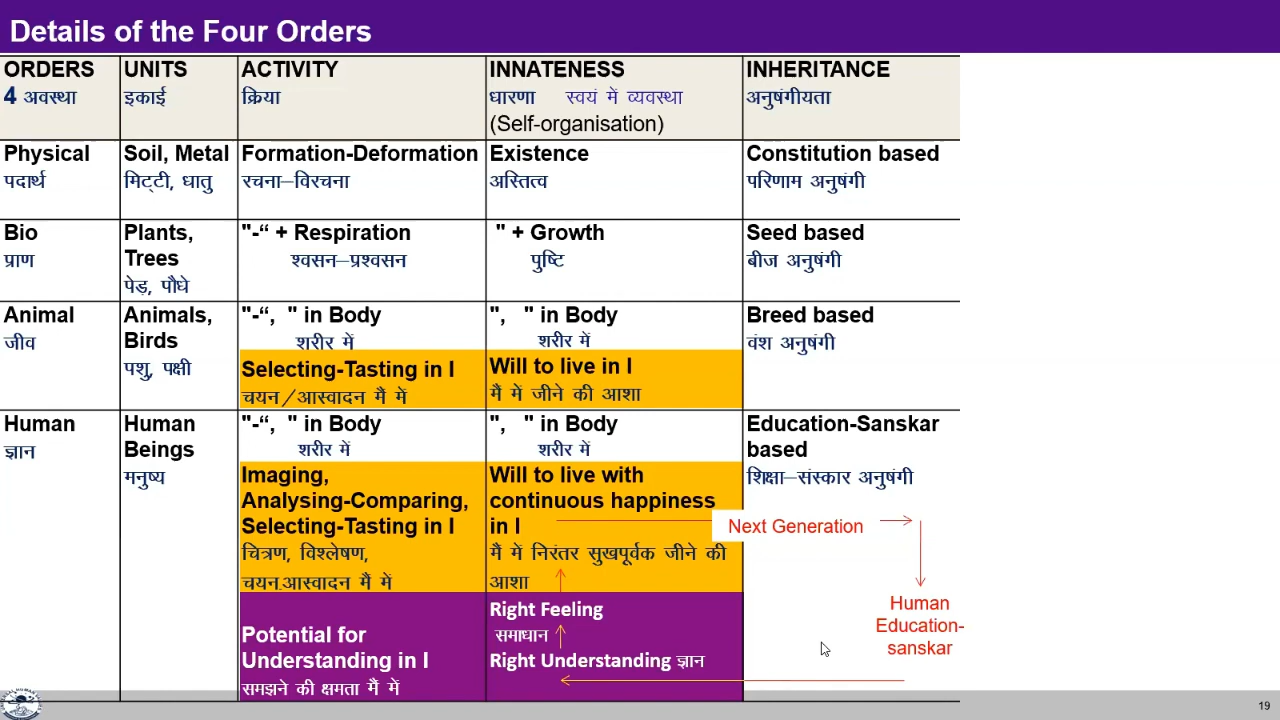 Details of the Four Orders
ORDERS
4 अवस्था
UNITS
इकाई
ACTIVITY
क्रिया
INNATENESS
धारणा स्वयं में व्यवस्था
(Self-organisation)
INHERITANCE
अनुषंगीयता
Physical
पदार्थ
Soil, Metal
मिट्टी, धातु
Formation-Deformation
रचना–विरचना
Existence
अस्तित्व
Constitution based
परिणाम अनुषंगी
Bio
प्राण
Plants,
Trees
पेड़, पौधे
"-“ + Respiration
श्वसन–प्रश्वसन
" + Growth
पुष्टि
Seed based
बीज अनुषंगी
Animal
जीव
Animals,
Birds
पशु, पक्षी
"-“, " in Body
शरीर में
Selecting-Tasting in I
चयन/आस्वादन मैं में
", " in Body
शरीर में
Will to live in I
मैं में जीने की आशा
Breed based
वंश अनुषंगी
Human
ज्ञान
Human
Beings
मनुष्य
"-“, " in Body
शरीर में
Imaging,
Analysing-Comparing,
Selecting-Tasting in I
चित्रण, विश्लेषण,
चयन.आस्वादन मैं में
Potential for
Understanding in I
समझने की क्षमता मैं में
", " in Body
शरीर में
Will to live with
continuous happiness
in I
मैं में निरंतर सुखपूर्वक जीने की
आशा
Right Feeling
समाधान
Right Understanding ज्ञान
Education-Sanskar
based
शिक्षा–संस्कार अनुषंगी
Next Generation
Human
Education-
sanskar
19